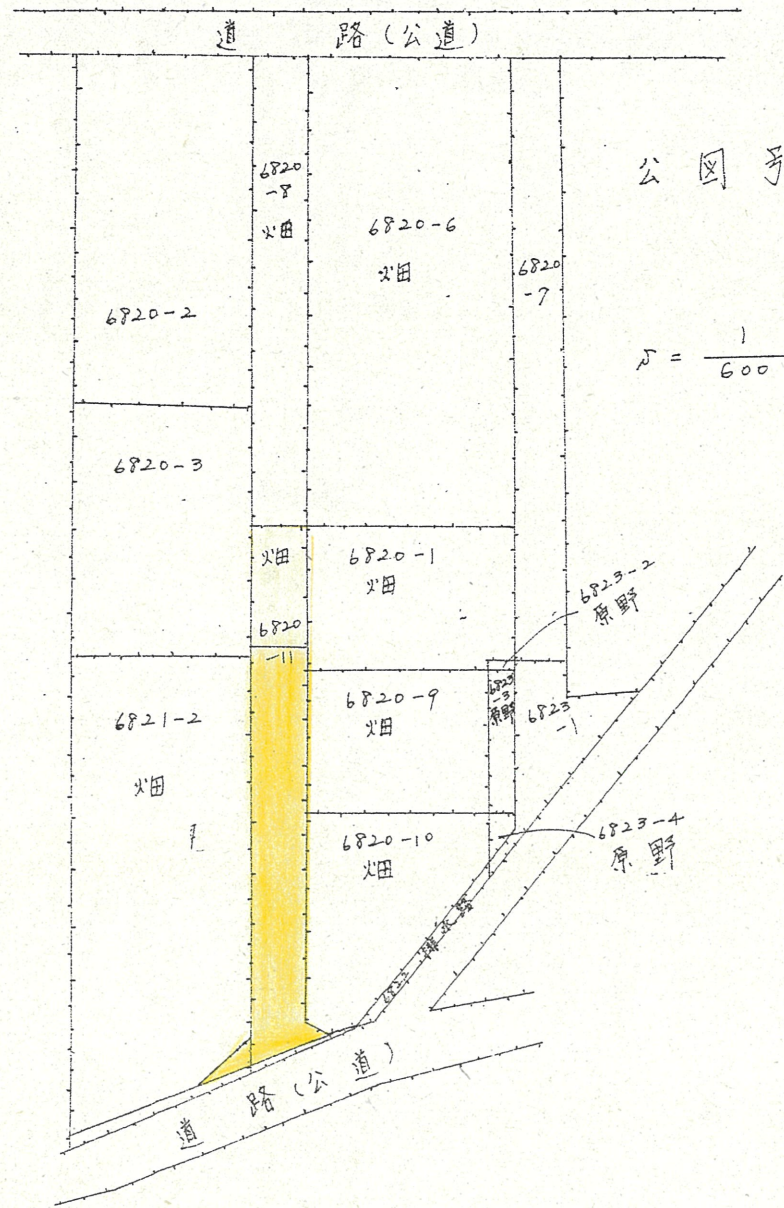 道 路(公道)
公 図 写
6820
-8
畑
6820-6
畑
6820
-7
6820-2
S = 1/600
6820-3
畑
6820
-11
6820-1
畑
6823-2
原野
6821-2
畑
6820-9
畑
6823
-3
原野
6823
-1
6820-10
畑
6823-4
原野
排水路
道 路(公道)